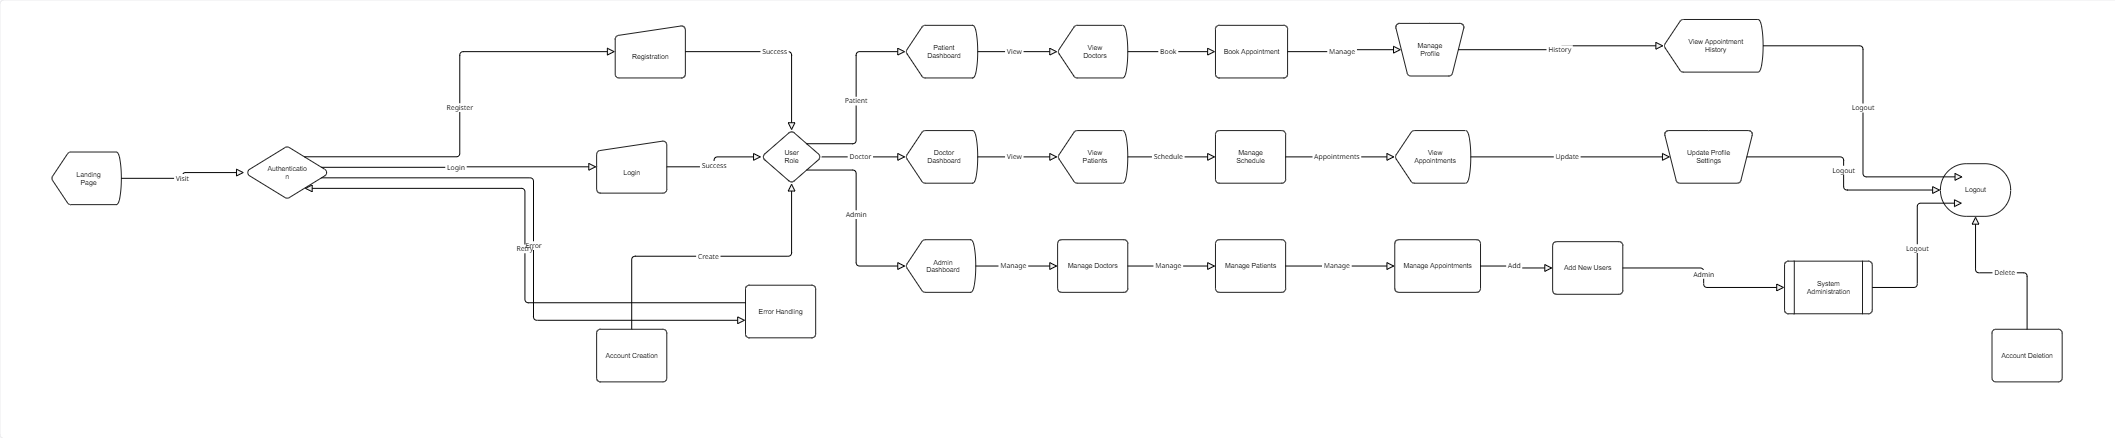 Landing
Page
Visit
Authenticatio
n
Register
Login
Retry
Error
Registration
Success
Login
Success
Create
Account Creation
Error Handling
User
Role
Patient
Doctor
Admin
Patient
Dashboard
View
View
Doctors
Book
Book Appointment
Manage
Manage
Profile
History
View Appointment
History
Logout
Doctor
Dashboard
View
View
Patients
Schedule
Manage
Schedule
Appointments
View
Appointments
Update
Update Profile
Settings
Logout
Admin
Dashboard
Manage
Manage Doctors
Manage
Manage Patients
Manage
Manage Appointments
Add
Add New Users
Admin
System
Administration
Logout
Logout
Delete
Account Deletion